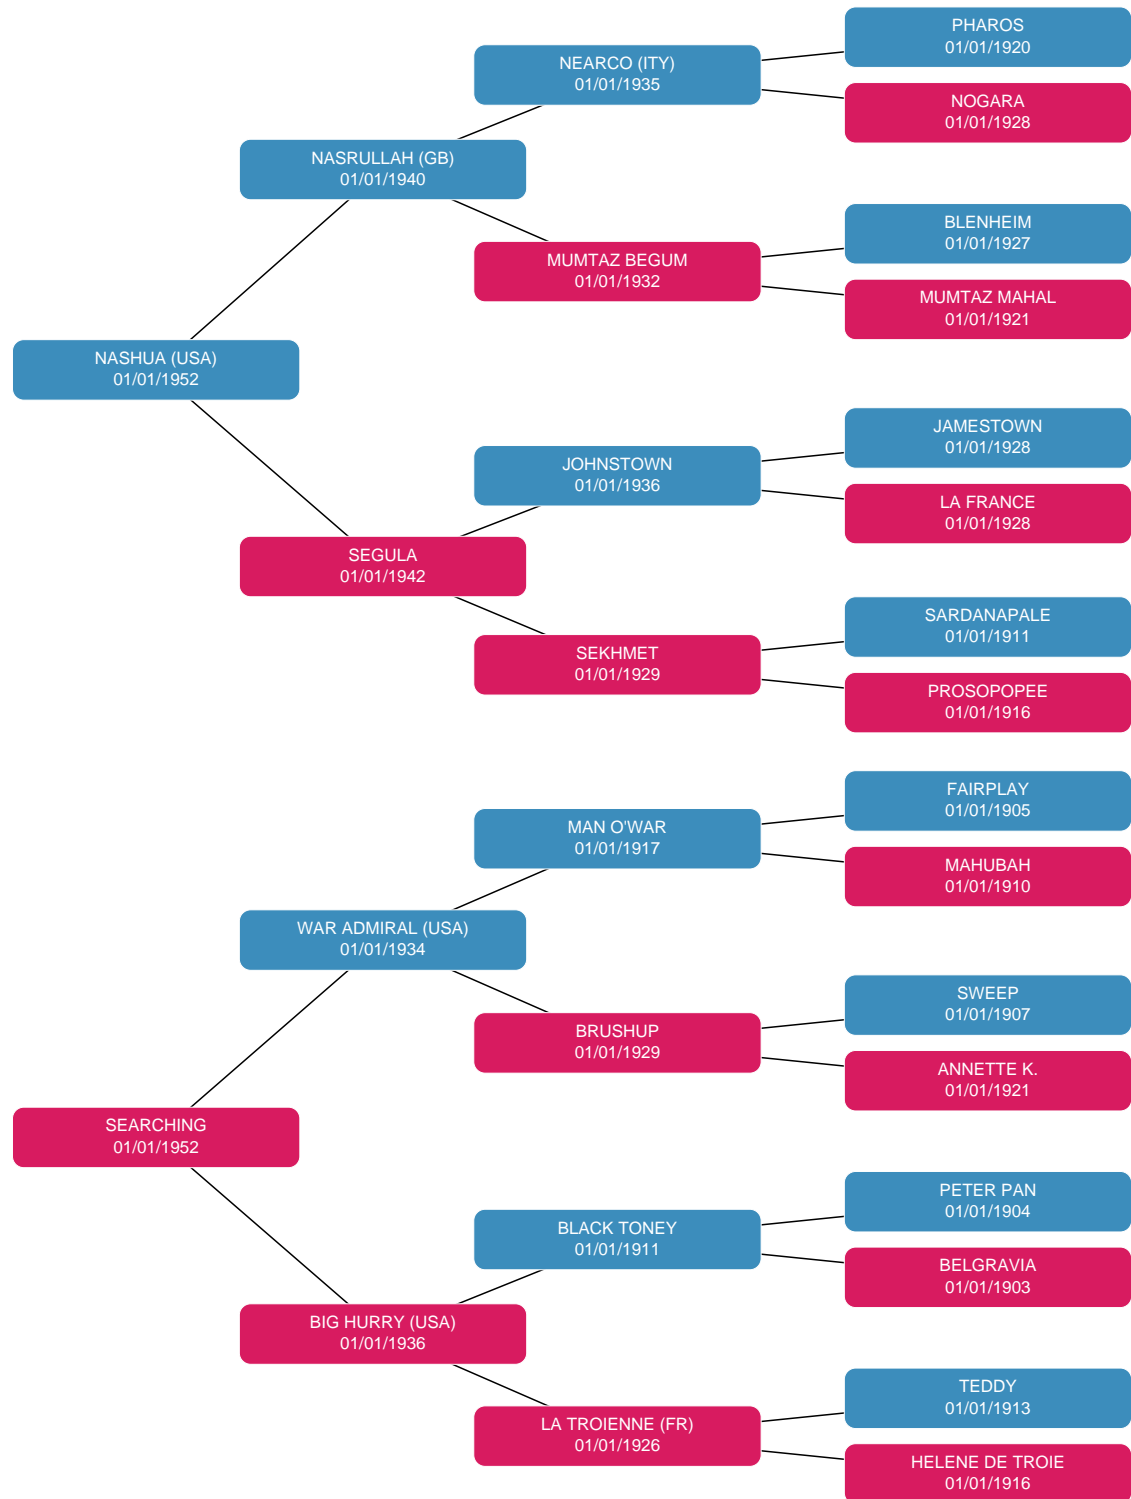 PHAROS
01/01/1920
NEARCO (ITY)
01/01/1935
NOGARA
01/01/1928
NASRULLAH (GB)
01/01/1940
BLENHEIM
01/01/1927
MUMTAZ BEGUM
01/01/1932
MUMTAZ MAHAL
01/01/1921
NASHUA (USA)
01/01/1952
JAMESTOWN
01/01/1928
JOHNSTOWN
01/01/1936
LA FRANCE
01/01/1928
SEGULA
01/01/1942
SARDANAPALE
01/01/1911
SEKHMET
01/01/1929
PROSOPOPEE
01/01/1916
FAIRPLAY
01/01/1905
MAN O'WAR
01/01/1917
MAHUBAH
01/01/1910
WAR ADMIRAL (USA)
01/01/1934
SWEEP
01/01/1907
BRUSHUP
01/01/1929
ANNETTE K.
01/01/1921
SEARCHING
01/01/1952
PETER PAN
01/01/1904
BLACK TONEY
01/01/1911
BELGRAVIA
01/01/1903
BIG HURRY (USA)
01/01/1936
TEDDY
01/01/1913
LA TROIENNE (FR)
01/01/1926
HELENE DE TROIE
01/01/1916